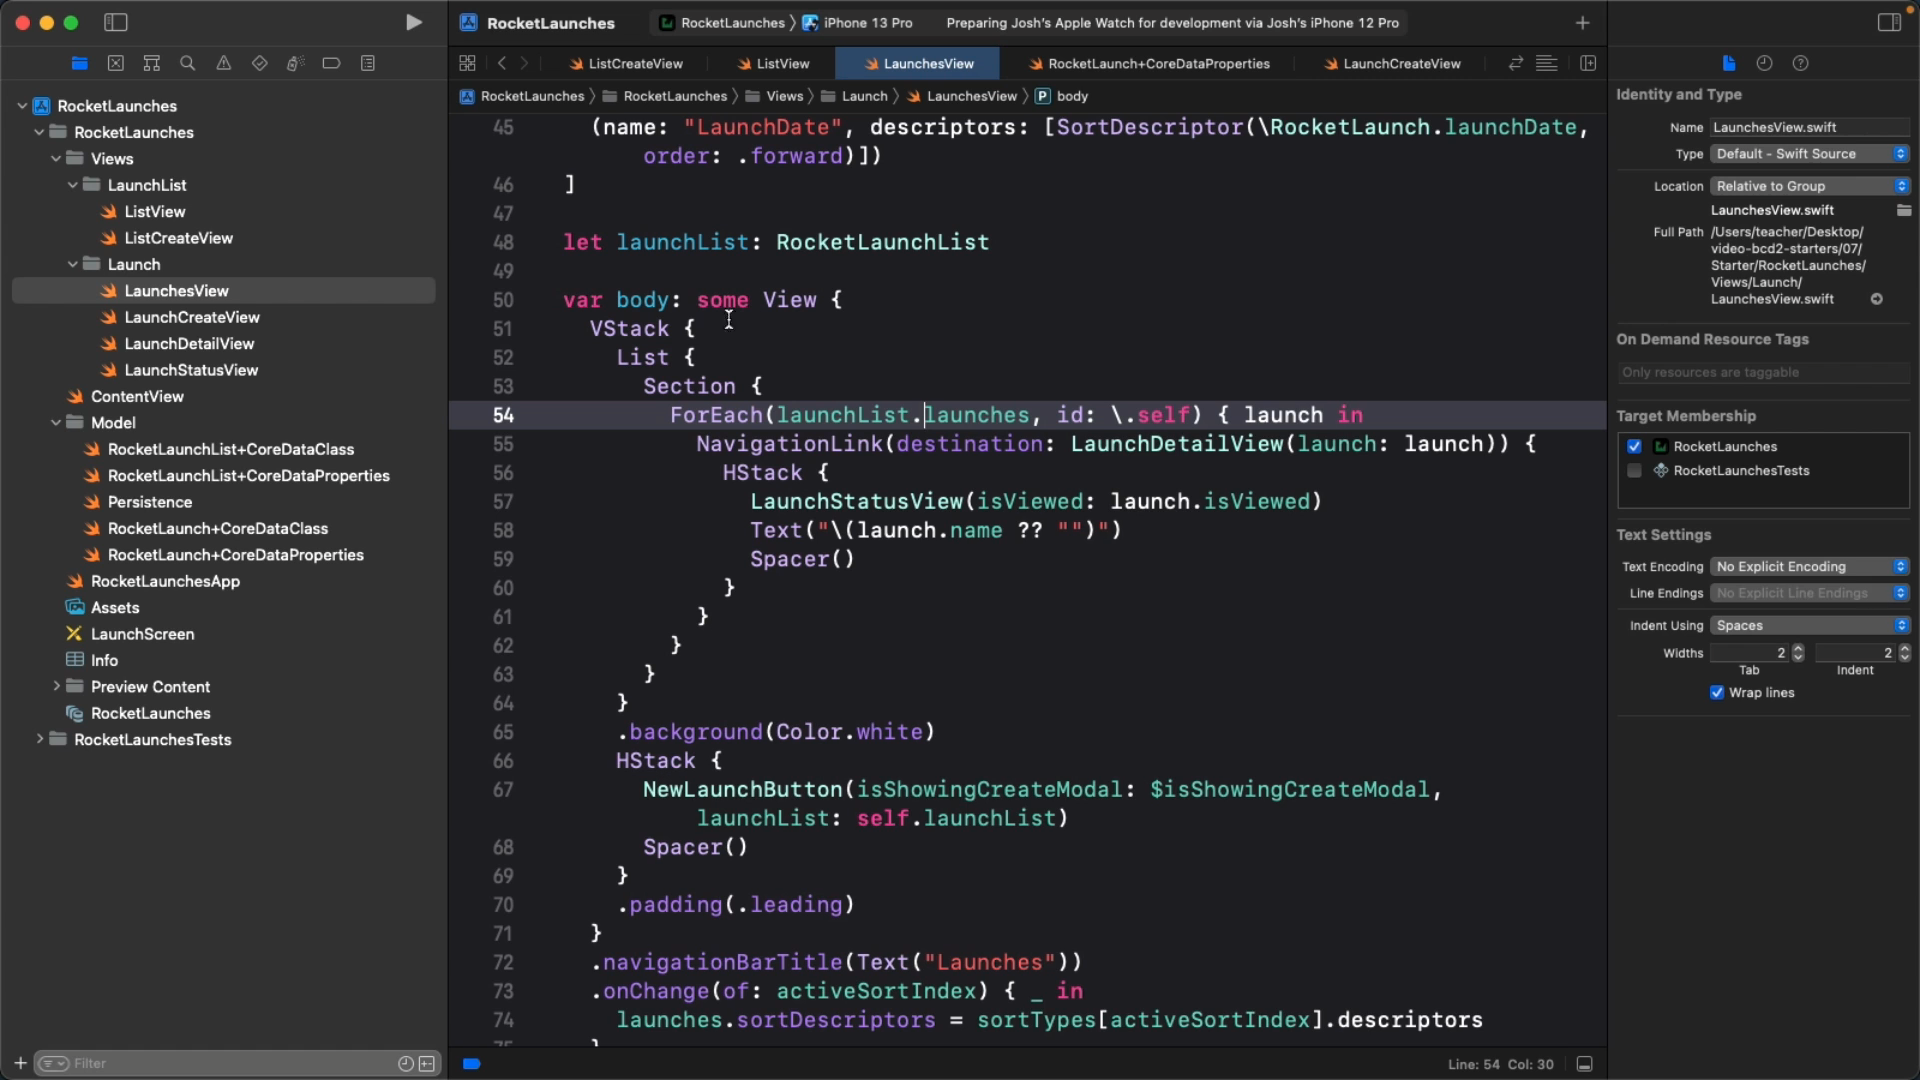 RocketLaunches
RocketLaunches
iPhone 13 Pro
Preparing Josh's Apple Watch for development via Josh's iPhone 12 Pro
ListCreateView
ListView
LaunchesView
RocketLaunch+CoreDataProperties
LaunchCreateView
RocketLaunches
RocketLaunches
Views
Launch
LaunchesView
P
body
RocketLaunches
RocketLaunches
Views
LaunchList
ListView
ListCreateView
Launch
LaunchesView
LaunchCreateView
LaunchDetailView
LaunchStatusView
ContentView
Model
RocketLaunchList+CoreDataClass
RocketLaunchList+CoreDataProperties
Persistence
RocketLaunch+CoreDataClass
RocketLaunch+CoreDataProperties
RocketLaunchesApp
Assets
LaunchScreen
Info
Preview Content
RocketLaunches
RocketLaunchesTests
Filter
45 (name: "LaunchDate", descriptors: [SortDescriptor(\RocketLaunch.launchDate,
order: .forward)])
46 ]
47
48 let launchList: RocketLaunchList
49
50 var body: some View {
51 VStack {
52 List {
53 Section {
54 ForEach(launchList.launches, id: \.self) { launch in
55 NavigationLink(destination: LaunchDetailView(launch: launch)) {
56 HStack {
57 LaunchStatusView(isViewed: launch.isViewed)
58 Text("\(launch.name ?? "")")
59 Spacer()
60 }
61 }
62 }
63 }
64 }
65 .background(Color.white)
66 HStack {
67 NewLaunchButton(isShowingCreateModal: $isShowingCreateModal,
launchList: self.launchList)
68 Spacer()
69 }
70 .padding(.leading)
71 }
72 .navigationBarTitle(Text("Launches"))
73 .onChange(of: activeSortIndex) { _ in
74 launches.sortDescriptors = sortTypes[activeSortIndex].descriptors
75 }
Line: 54 Col: 30
Identity and Type
Name LaunchesView.swift
Type Default - Swift Source
Location Relative to Group
LaunchesView.swift
Full Path /Users/teacher/Desktop/
video-bcd2-starters/07/
Starter/RocketLaunches/
Views/Launch/
LaunchesView.swift
On Demand Resource Tags
Only resources are taggable
Target Membership
RocketLaunches
RocketLaunchesTests
Text Settings
Text Encoding No Explicit Encoding
Line Endings No Explicit Line Endings
Indent Using Spaces
Widths 2 2
Tab Indent
Wrap lines